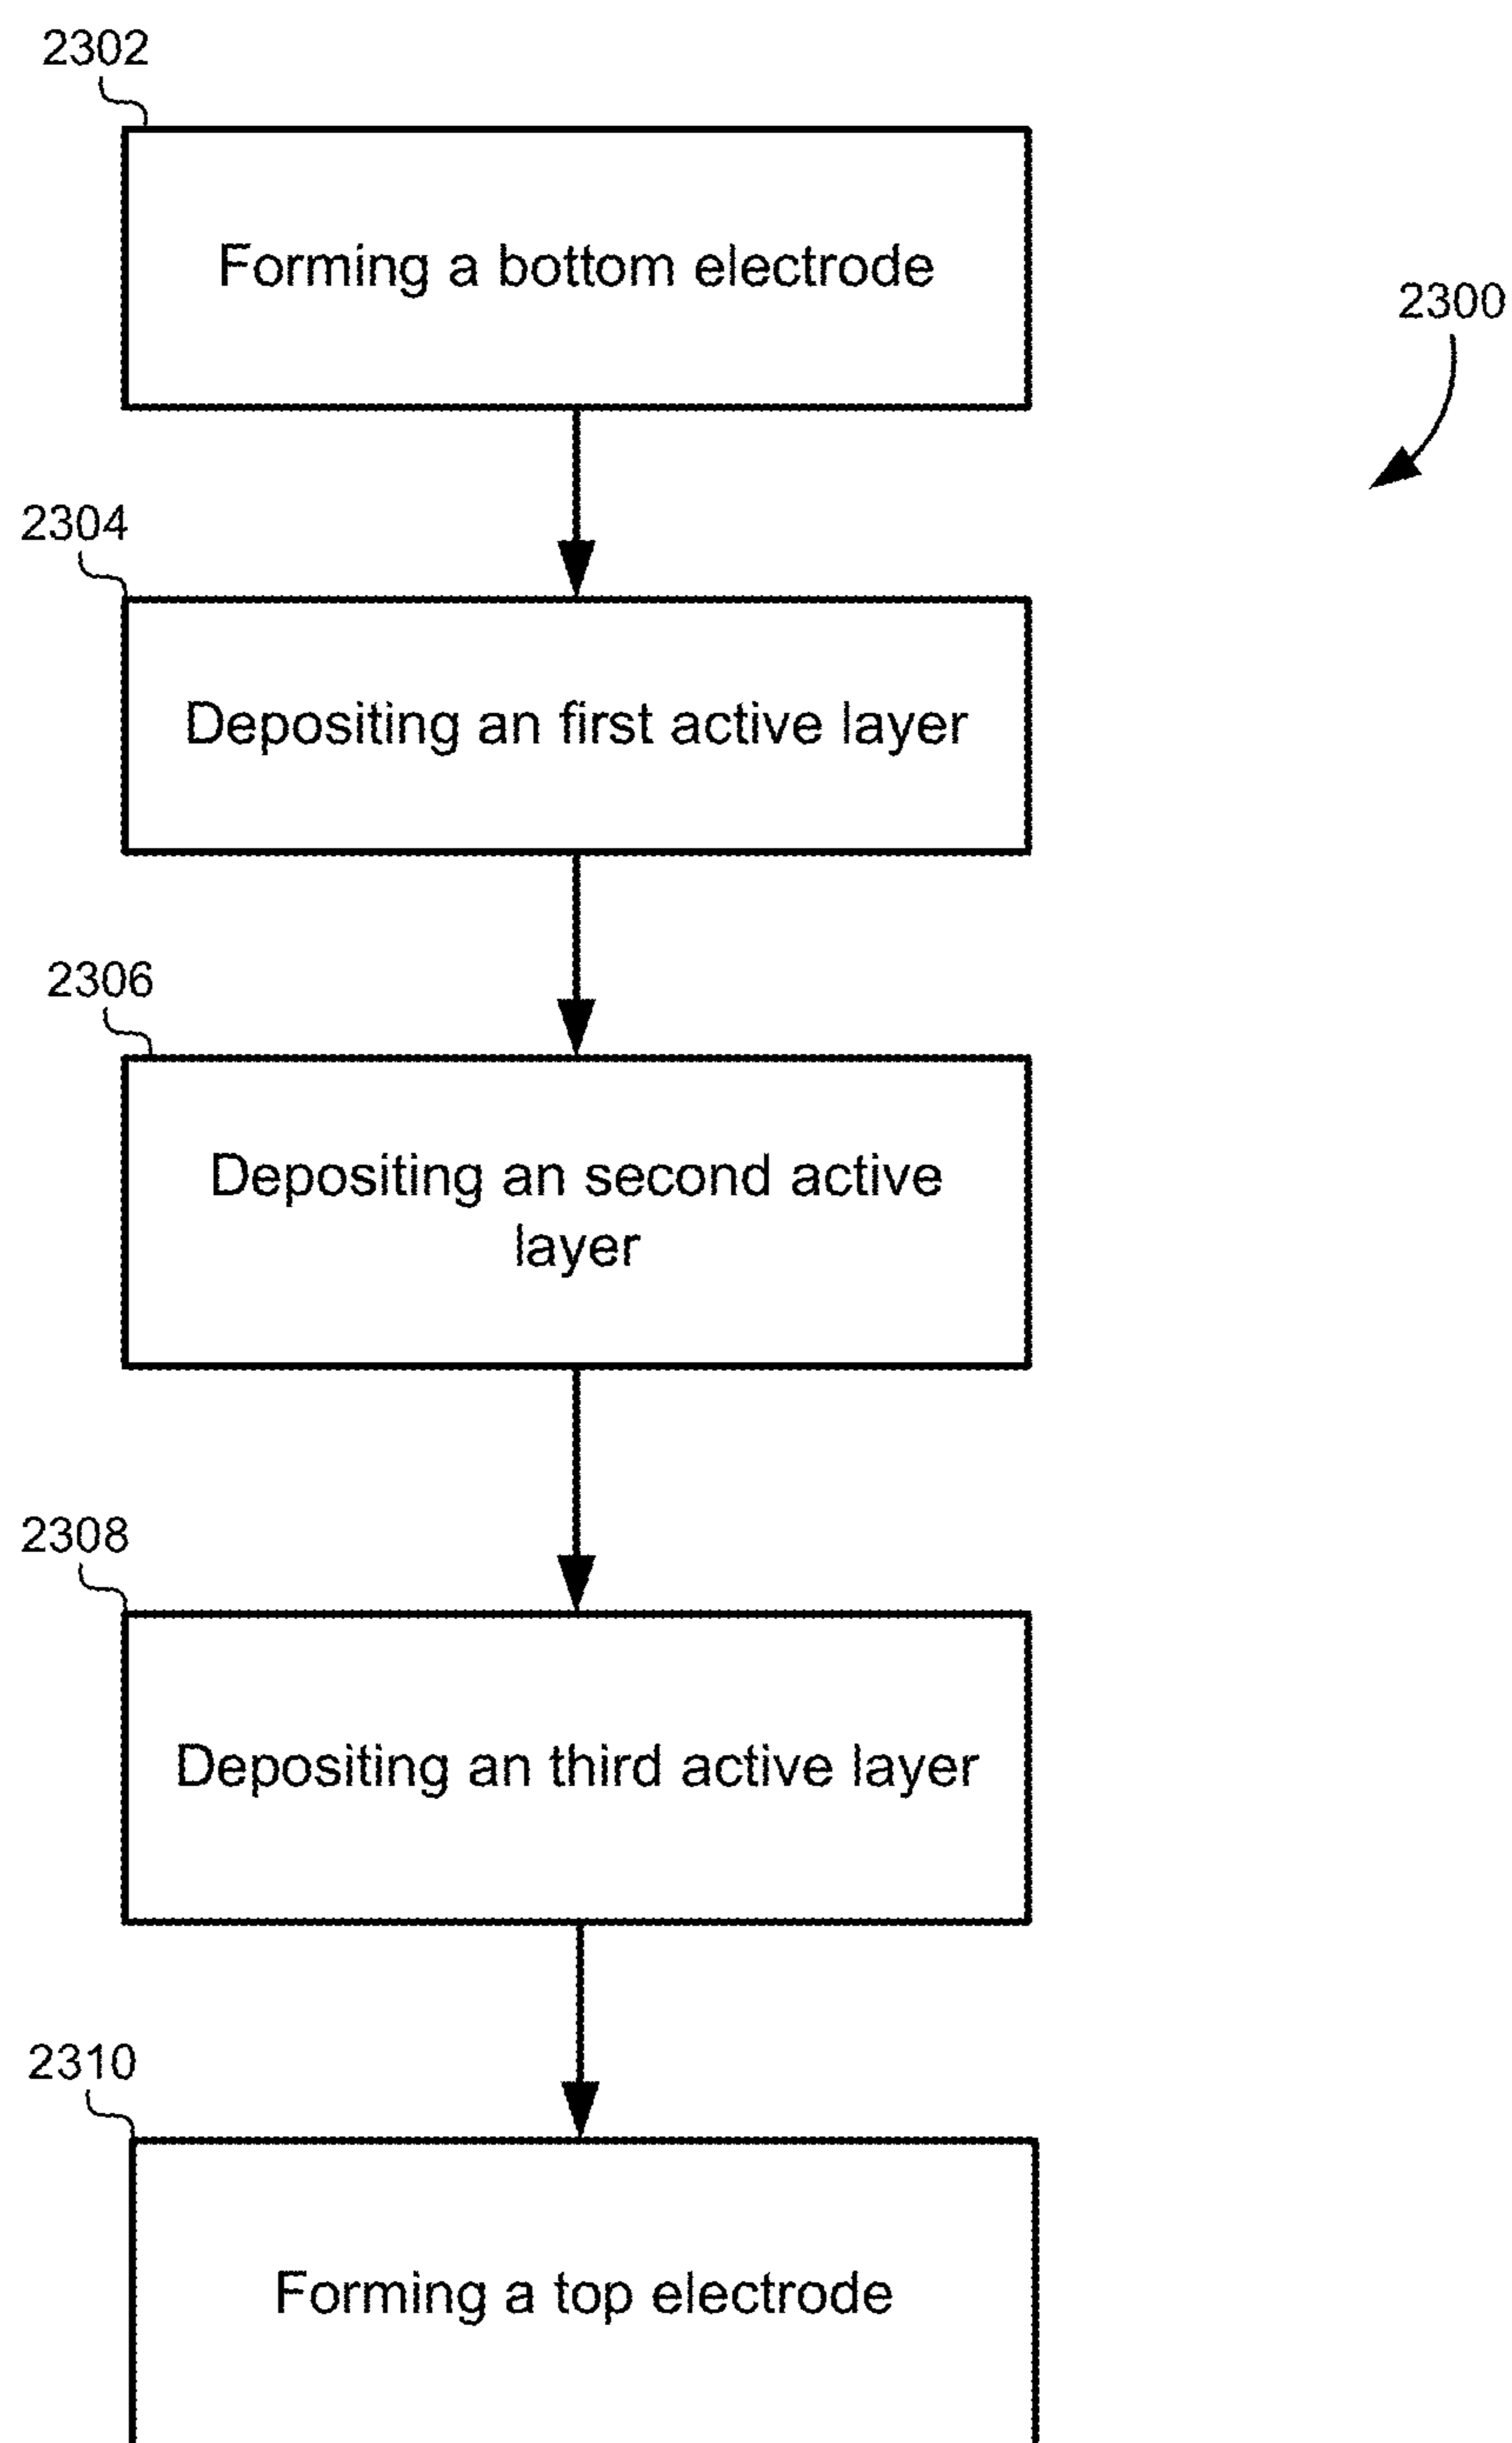 2302
Forming a bottom electrode
2300
2304
Depositing an first active layer
2306
Depositing an second active
layer
2308
Depositing an third active layer
2310
Forming a top electrode